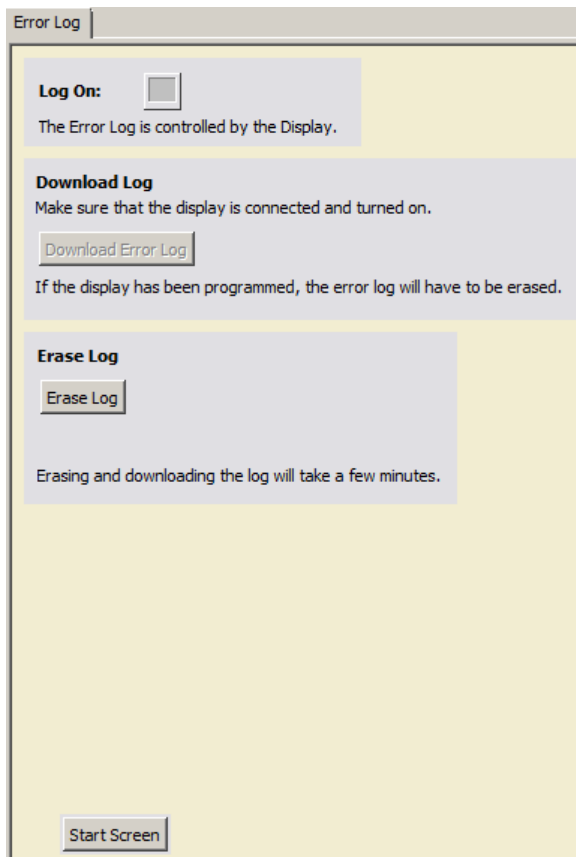 Error Log
Log On:
The Error Log is controlled by the Display.
Download Log
Make sure that the display is connected and turned on.
Download Error Log
If the display has been programmed, the error log will have to be erased.
Erase Log
Erase Log
Erasing and downloading the log will take a few minutes.
Start Screen